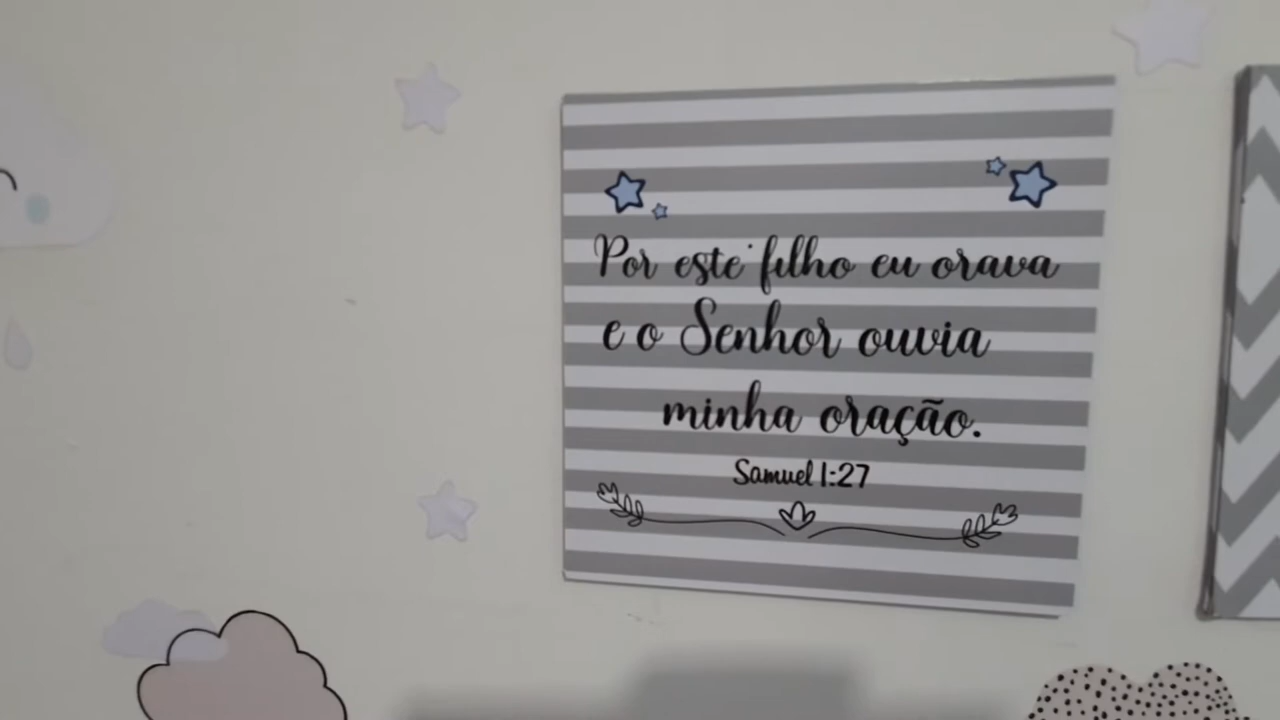 Por este filho eu orava
e o Senhor ouvia
minha oração.
Samuel 1:27